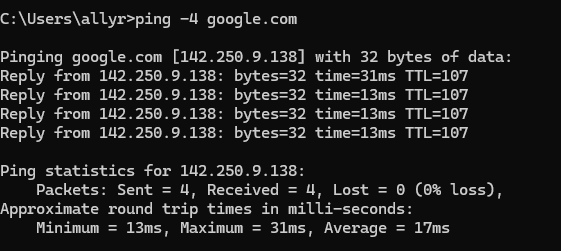 C:\Users\allyr>ping -4 google.com
Pinging google.com [142.250.9.138] with 32 bytes of data:
Reply from 142.250.9.138: bytes=32 time=31ms TTL=107
Reply from 142.250.9.138: bytes=32 time=13ms TTL=107
Reply from 142.250.9.138: bytes=32 time=13ms TTL=107
Reply from 142.250.9.138: bytes=32 time=13ms TTL=107
Ping statistics for 142.250.9.138:
    Packets: Sent = 4, Received = 4, Lost = 0 (0% loss),
Approximate round trip times in milli-seconds:
    Minimum = 13ms, Maximum = 31ms, Average = 17ms